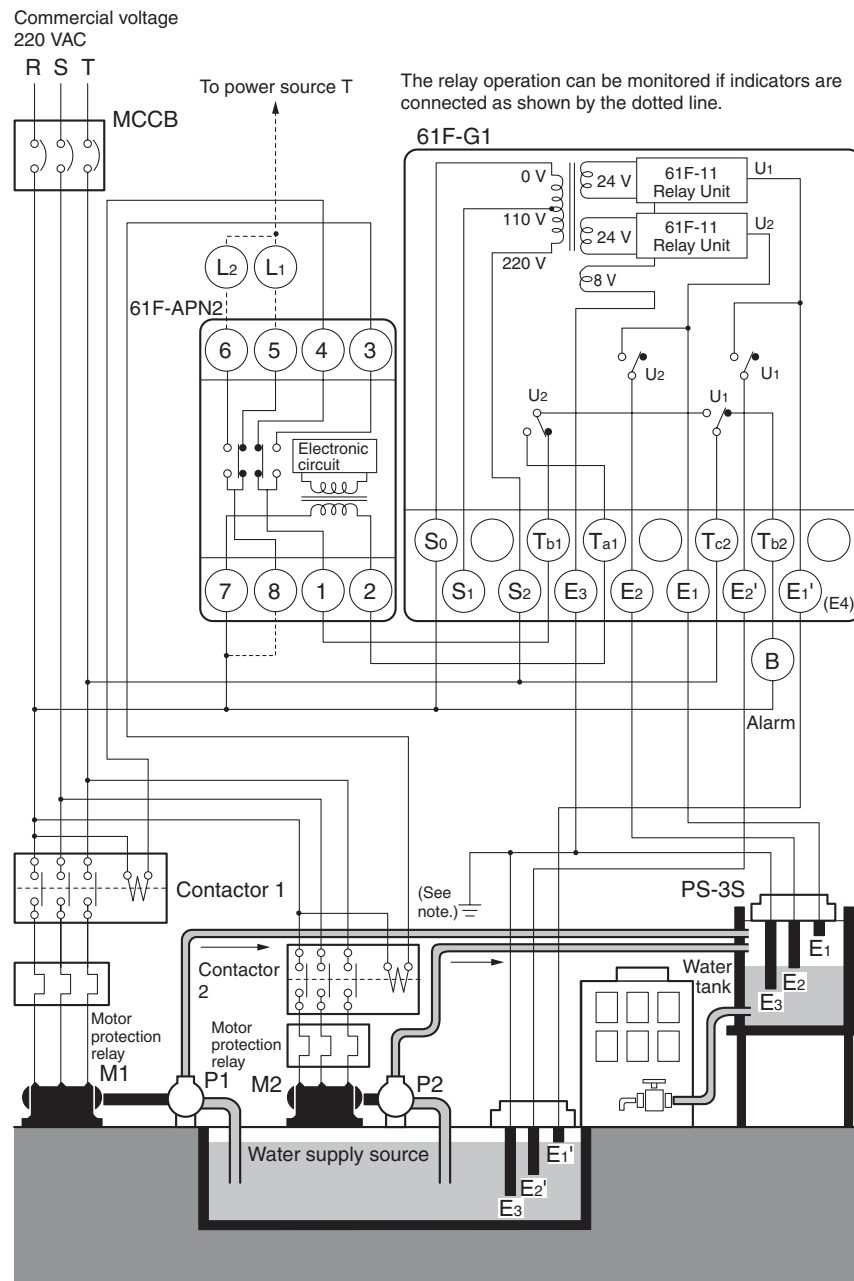 Commercial voltage
220 VAC
R S T
MCCB
To power source T
The relay operation can be monitored if indicators are
connected as shown by the dotted line.
61F-G1
0 V
110 V
220 V
24 V
24 V
8 V
61F-11
Relay Unit
U1
61F-11
Relay Unit
U2
L2 L1
61F-APN2
6 5 4 3
U2
U1
U2
U1
Electronic
circuit
S0 Tb1 Ta1 Tc2 Tb2
7 8 1 2
S1 S2 E3 E2 E1 E2' E1' (E4)
B
Alarm
Contactor 1
(See
note.)
PS-3S
Contactor
2
Water
tank
E1
E2
E3
Motor
protection
relay
Motor
protection
relay
M1 P1 M2 P2
Water supply source
E1'
E2'
E3